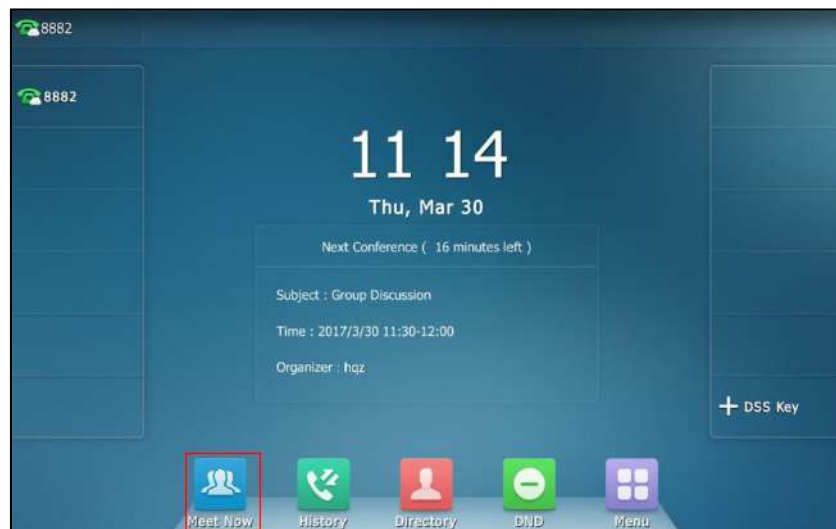 8882
8882
11 14
Thu, Mar 30
Next Conference ( 16 minutes left )
Subject : Group Discussion
Time : 2017/3/30 11:30-12:00
Organizer : hqz
DSS Key
Meet Now History Directory DND Menu